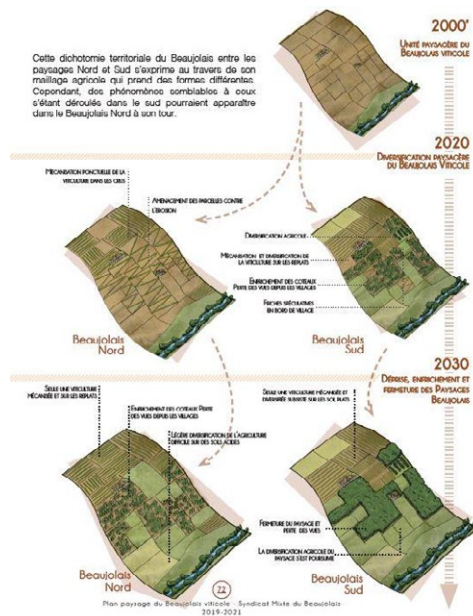 2000'
UNITÉ PAYSAGÈRE DU
BEAUJOLAIS VITICOLE
Cette dichotomie territoriale du Beaujolais entre les
paysages Nord et Sud s'exprime au travers de son
maillage agricole qui prend des formes différentes.
Cependant, des phénomènes semblables à ceux
s'étant déroulés dans le sud pourraient apparaître
dans le Beaujolais Nord à son tour.
2020
DIVERSIFICATION PAYSAGÈRE
DU BEAUJOLAIS VITICOLE
MÉCANISATION PONCTUELLE DE LA
VITICULTURE DANS LES CRUS
AMÉNAGEMENT DES PARCELLES CONTRE
L'ÉROSION
DIVERSIFICATION AGRICOLE
MÉCANISATION ET DIVERSIFICATION DE
LA VITICULTURE SUR LES REPLATS
ENFRICHEMENT DES COTEAUX
PERTE DES VUES DEPUIS LES VILLAGES
FRICHES SPÉCULATIVES
EN BORD DE VILLAGE
Beaujolais
Nord
Beaujolais
Sud
2030
DÉPRISE, ENFRICHEMENT ET
FERMETURE DES PAYSAGES
BEAUJOLAIS
SEULE UNE VITICULTURE
MÉCANISÉE ET SUR LES REPLATS
ENFRICHEMENT DES COTEAUX PERTE
DES VUES DEPUIS LES VILLAGES
LÉGÈRE DIVERSIFICATION DE L'AGRICULTURE
DIFFICILE SUR DES SOLS ACIDES
SEULE UNE VITICULTURE MÉCANISÉE ET
DIVERSIFIÉE SUBSISTE SUR LES SOLS PLATS
FERMETURE DU PAYSAGE ET
PERTE DES VUES
LA DIVERSIFICATION AGRICOLE DU
PAYSAGE S'EST POURSUIVIE
Beaujolais
Nord
Beaujolais
Sud
72
Plan paysage du Beaujolais viticole - Syndicat Mixte du Beaujolais
2019-2021